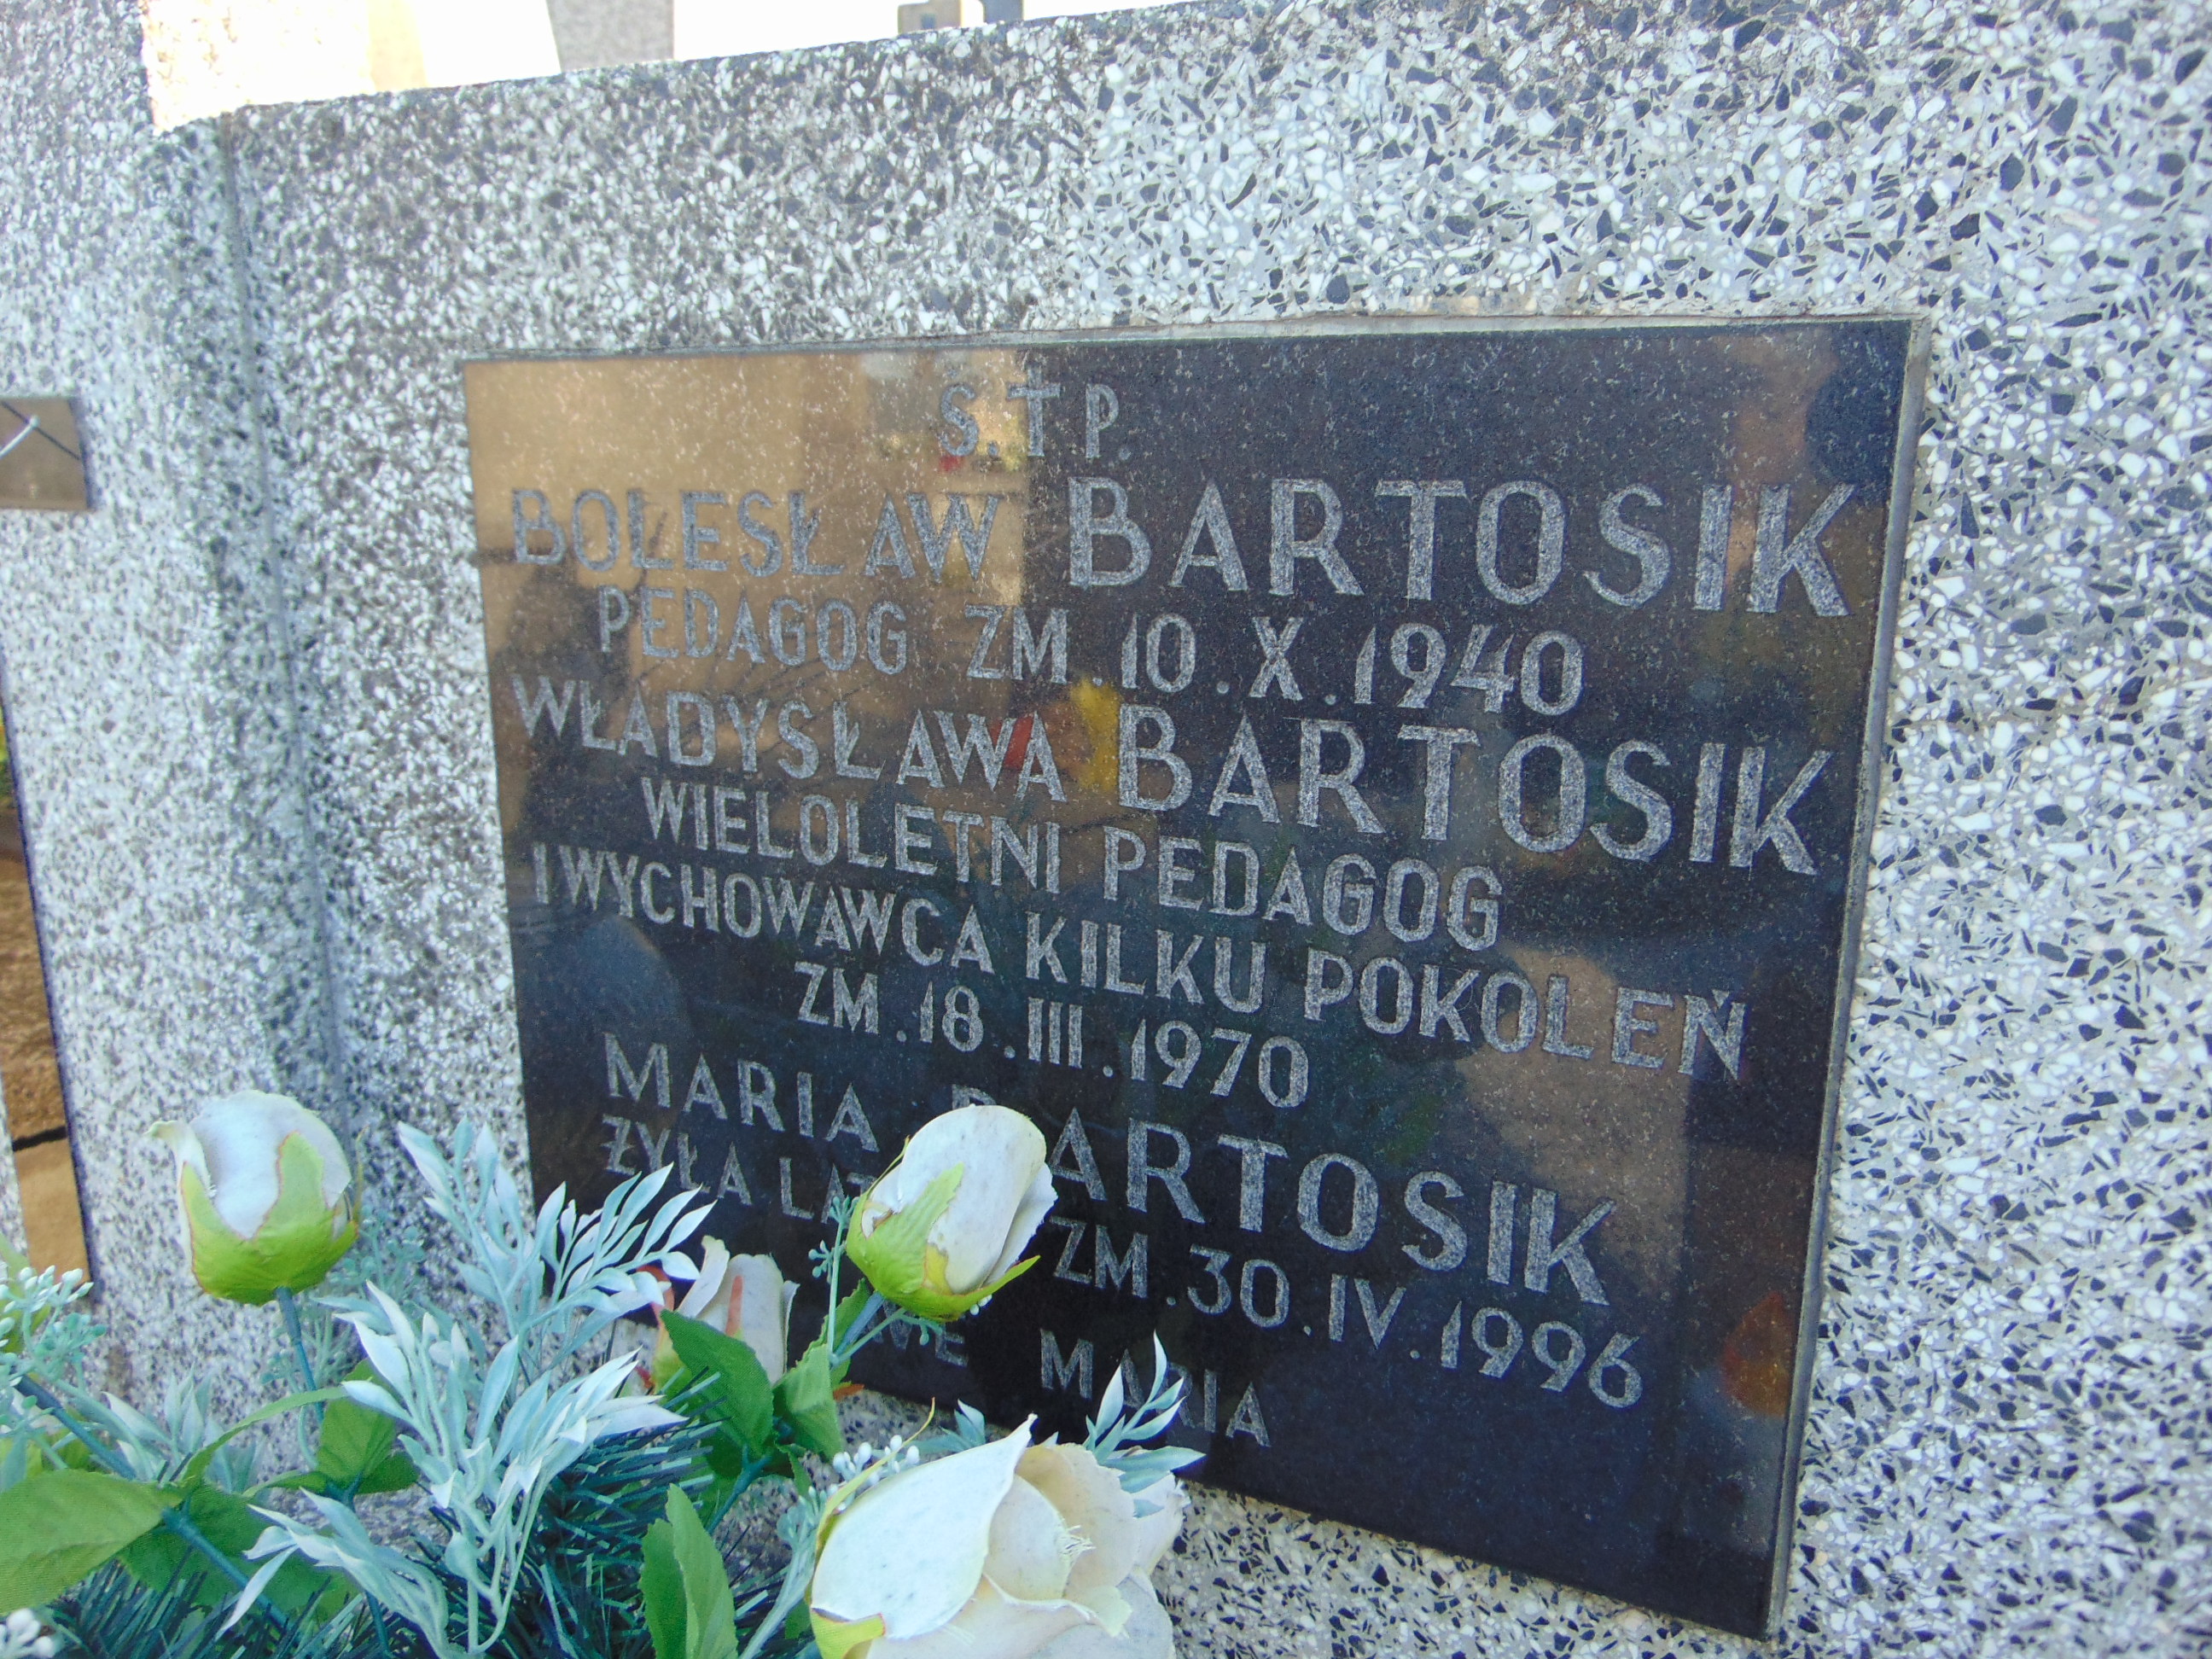 Ś.†P.
BOLESŁAW BARTOSIK
PEDAGOG ZM.10.X.1940
WŁADYSŁAWA BARTOSIK
WIELOLETNI PEDAGOG
I WYCHOWAWCA KILKU POKOLEŃ
ZM.18.III.1970
MARIA BARTOSIK
ŻYŁA ZM.30.IV.1996
MARIA